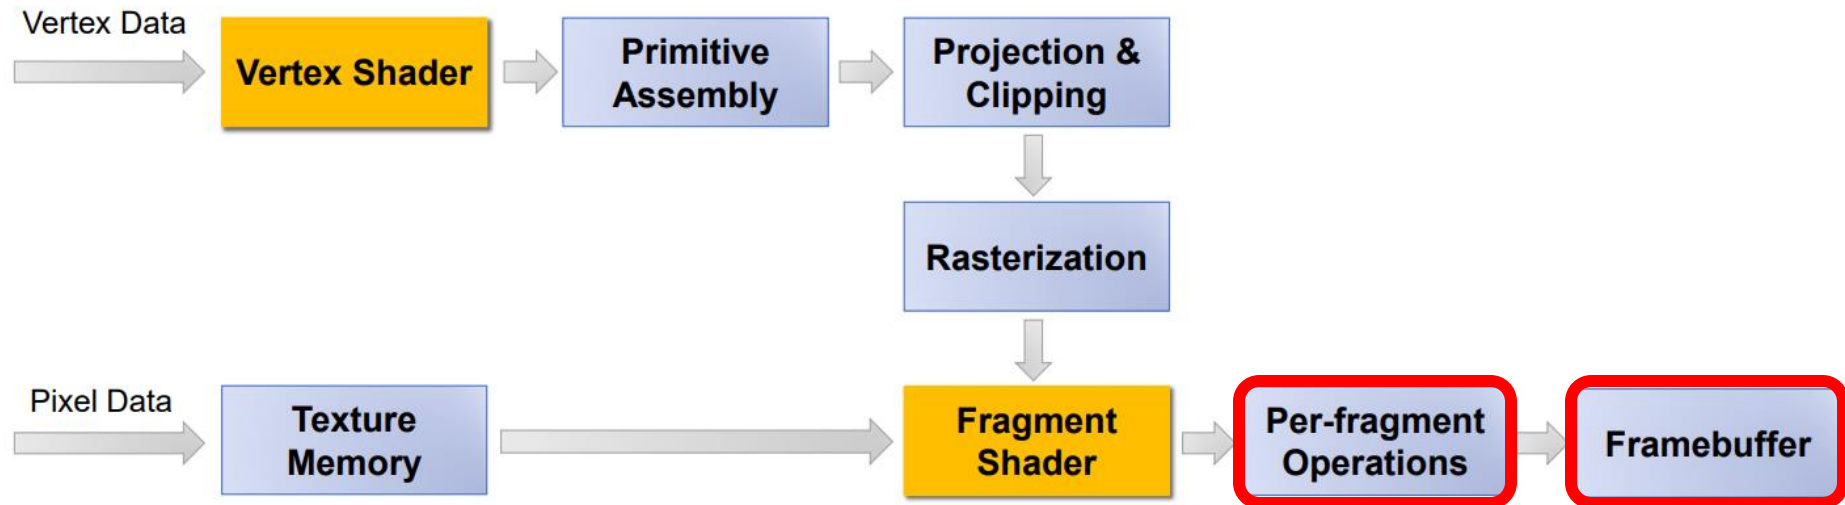 Vertex Data
Vertex Shader
Primitive
Assembly
Projection &
Clipping
Rasterization
Pixel Data
Texture
Memory
Fragment
Shader
Per-fragment
Operations
Framebuffer